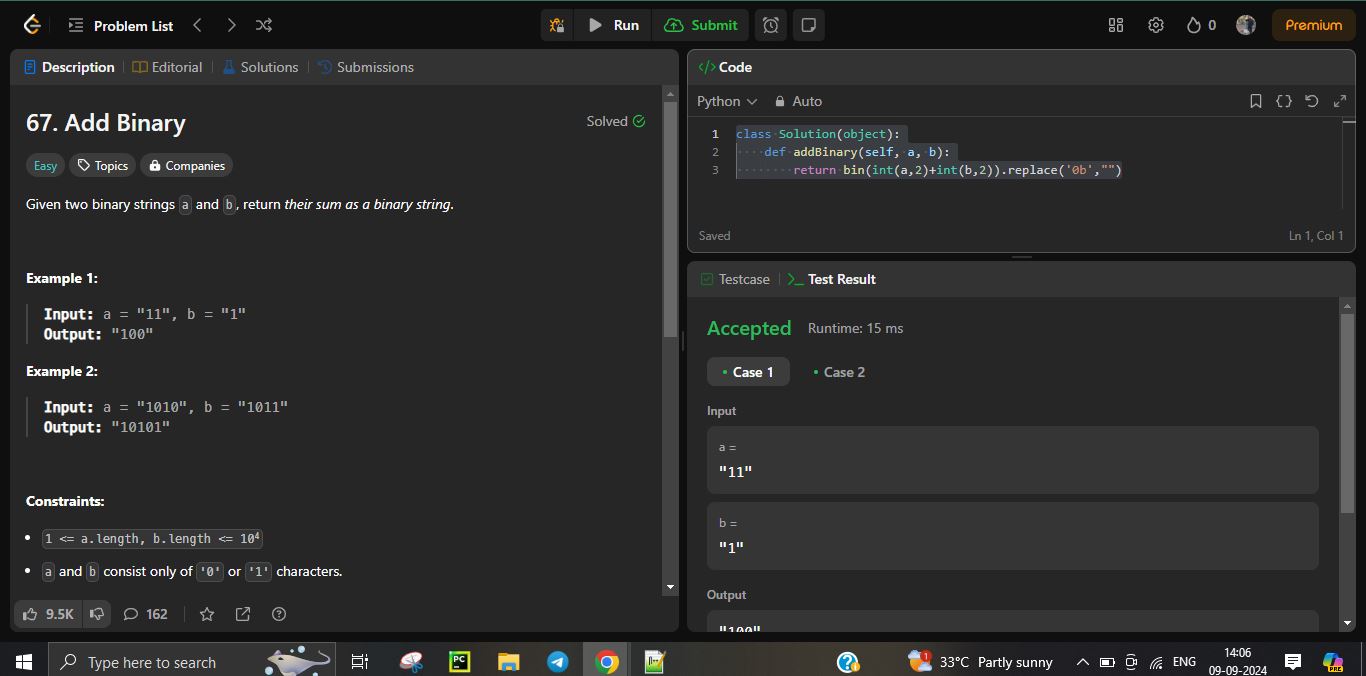 Problem List
Run
Submit
0
Premium
Description
Editorial
Solutions
Submissions
67. Add Binary
Solved
Easy
Topics
Companies
Given two binary strings a and b, return their sum as a binary string.
Example 1:
Input: a = "11", b = "1"
Output: "100"
Example 2:
Input: a = "1010", b = "1011"
Output: "10101"
Constraints:
1 <= a.length, b.length <= 10⁴
a and b consist only of '0' or '1' characters.
9.5K
162
</> Code
Python
Auto
1 class Solution(object):
2 def addBinary(self, a, b):
3 return bin(int(a,2)+int(b,2)).replace('0b',"")
Saved
Ln 1, Col 1
Testcase
>_ Test Result
Accepted
Runtime: 15 ms
• Case 1
• Case 2
Input
a =
"11"
b =
"1"
Output
"100"
Type here to search
PC
1
33°C Partly sunny
ENG
14:06
09-09-2024
PRE